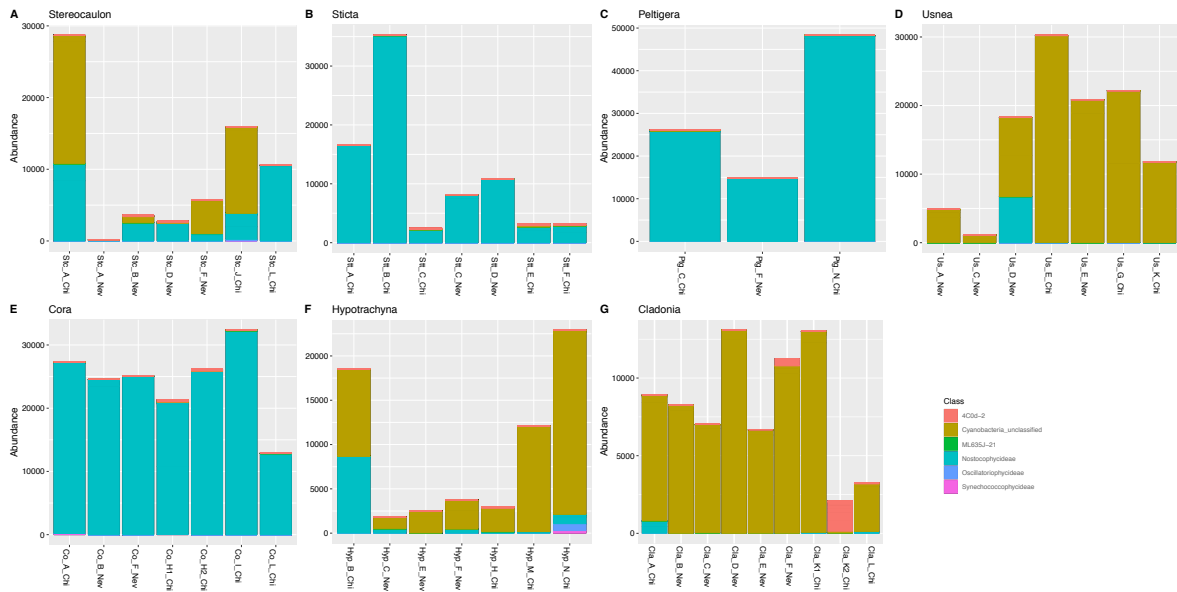 A Stereocaulon
B Sticta
C Peltigera
D Usnea
Abundance
30000
20000
10000
0
Stc_A_Chi
Stc_A_Nev
Stc_B_Nev
Stc_D_Nev
Stc_F_Nev
Stc_J_Chi
Stc_L_Chi
30000
20000
10000
0
Stt_A_Chi
Stt_B_Chi
Stt_C_Chi
Stt_C_Nev
Stt_D_Nev
Stt_E_Chi
Stt_F_Chi
50000
40000
30000
20000
10000
0
Ptg_C_Chi
Ptg_F_Nev
Ptg_N_Chi
Abundance
30000
20000
10000
0
Us_A_Nev
Us_C_Nev
Us_D_Nev
Us_E_Chi
Us_E_Nev
Us_G_Chi
Us_K_Chi
E Cora
F Hypotrachyna
G Cladonia
Abundance
30000
20000
10000
0
Co_A_Chi
Co_B_Nev
Co_F_Nev
Co_H1_Chi
Co_H2_Chi
Co_I_Chi
Co_L_Chi
20000
15000
10000
5000
0
Hyp_B_Chi
Hyp_C_Nev
Hyp_E_Nev
Hyp_F_Nev
Hyp_H_Chi
Hyp_M_Chi
Hyp_N_Chi
Abundance
10000
5000
0
Cla_A_Chi
Cla_B_Nev
Cla_C_Nev
Cla_D_Nev
Cla_E_Nev
Cla_F_Nev
Cla_K1_Chi
Cla_K2_Chi
Cla_L_Chi
Class
4C0d-2
Cyanobacteria_unclassified
ML635J-21
Nostocophycideae
Oscillatoriophycideae
Synechococcophycideae